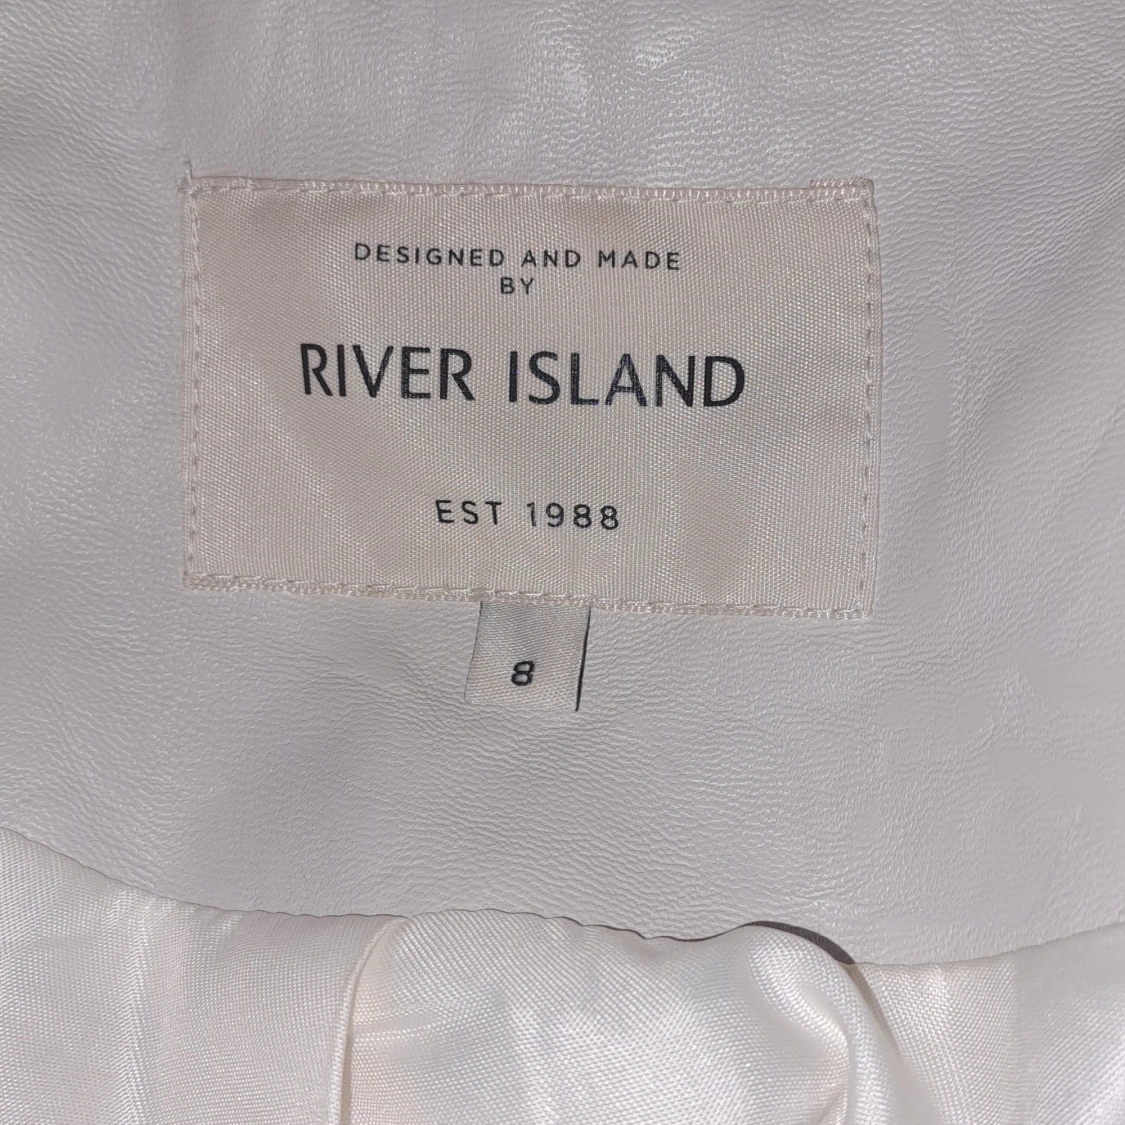 DESIGNED AND MADE
BY
RIVER ISLAND
EST 1988
8